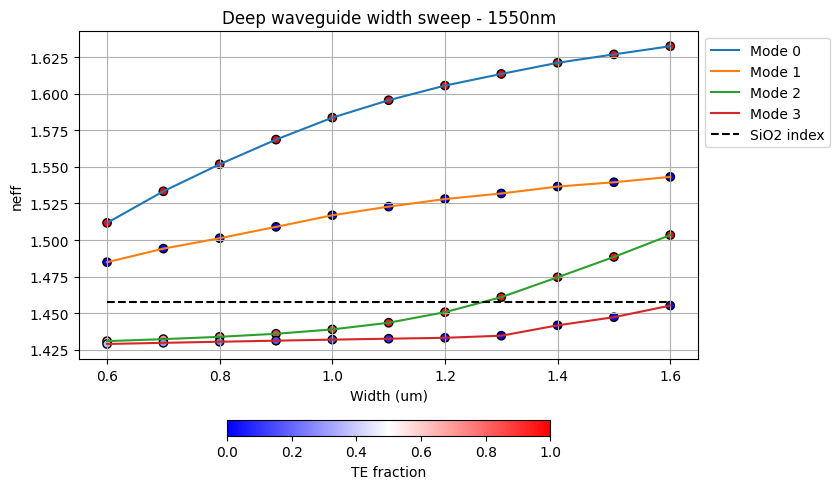 Deep waveguide width sweep - 1550nm
Mode 0
Mode 1
Mode 2
Mode 3
SiO2 index
neff
1.625
1.600
1.575
1.550
1.525
1.500
1.475
1.450
1.425
0.6 0.8 1.0 1.2 1.4 1.6
Width (um)
0.0 0.2 0.4 0.6 0.8 1.0
TE fraction